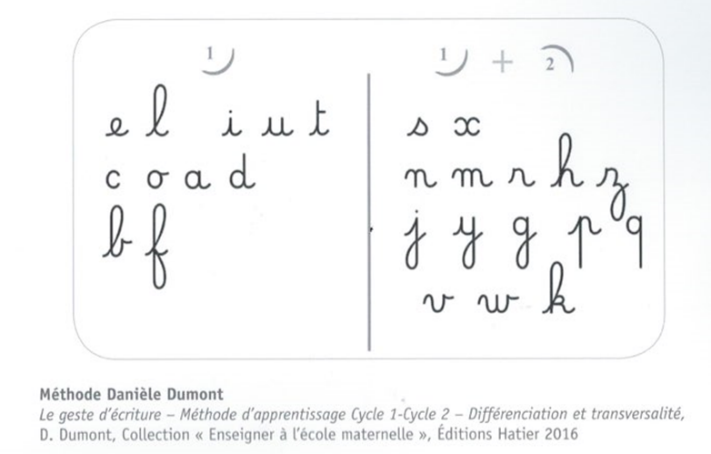 1
e l i u t
c o a d
b f
1 + 2
s x
n m r h z
j y g p q
v w k
Méthode Danièle Dumont
Le geste d'écriture – Méthode d'apprentissage Cycle 1-Cycle 2 – Différenciation et transversalité,
D. Dumont, Collection « Enseigner à l'école maternelle », Éditions Hatier 2016